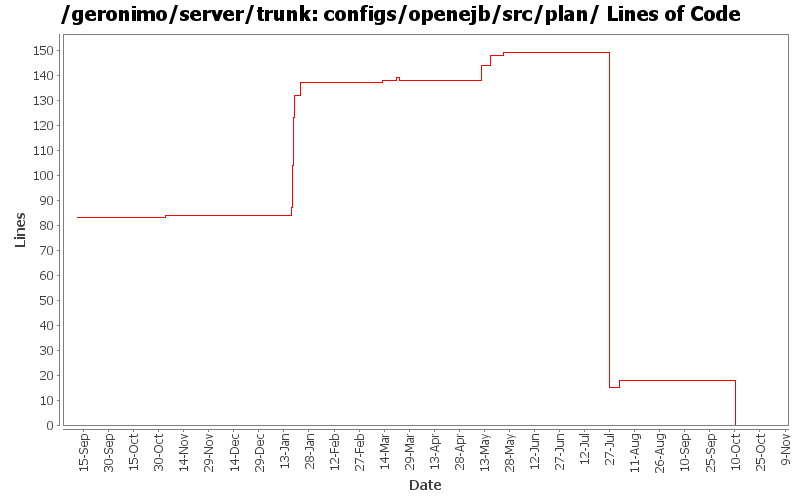 /geronimo/server/trunk: configs/openejb/src/plan/ Lines of Code
150
140
130
120
110
100
90
80
70
60
50
40
30
20
10
0
Lines
15-Sep
30-Sep
15-Oct
30-Oct
14-Nov
29-Nov
14-Dec
29-Dec
13-Jan
28-Jan
12-Feb
27-Feb
14-Mar
29-Mar
13-Apr
28-Apr
13-May
28-May
12-Jun
27-Jun
12-Jul
27-Jul
11-Aug
26-Aug
10-Sep
25-Sep
10-Oct
25-Oct
9-Nov
Date